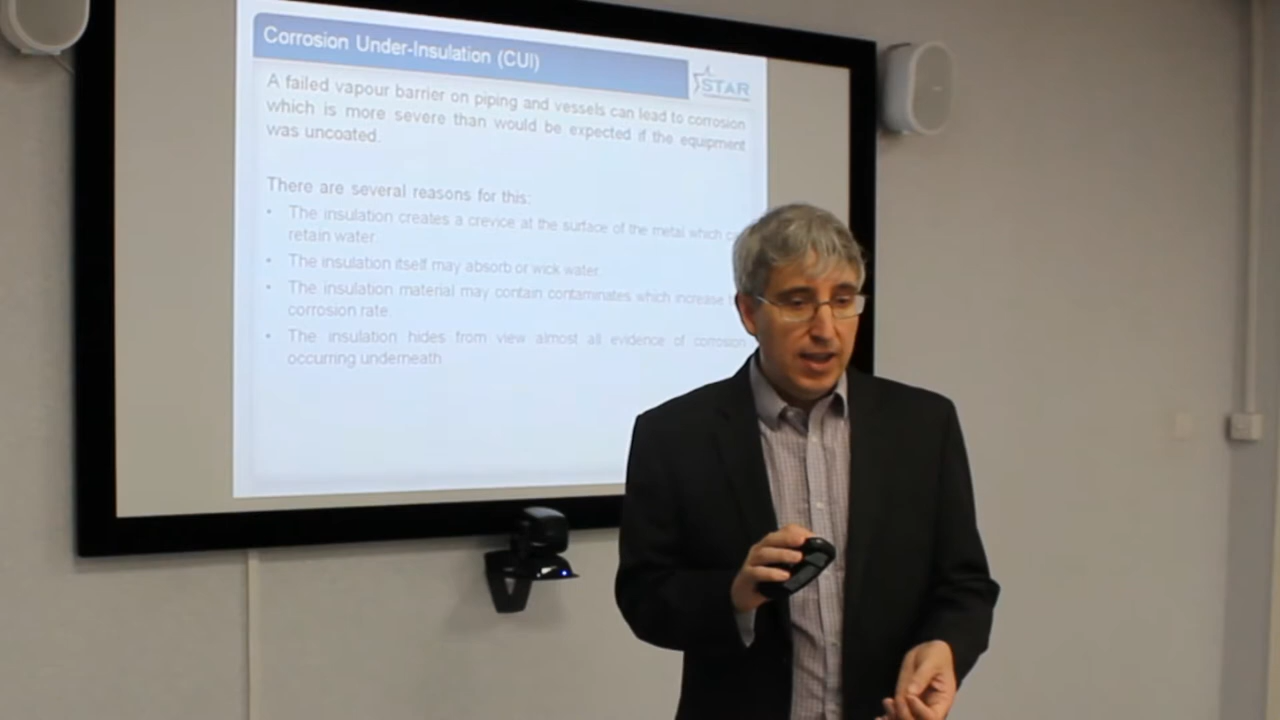 Corrosion Under-Insulation (CUI)
STAR
A failed vapour barrier on piping and vessels can lead to corrosion
which is more severe than would be expected if the equipment
was uncoated.
There are several reasons for this:
• The insulation creates a crevice at the surface of the metal which
retain water.
• The insulation itself may absorb or wick water.
• The insulation material may contain contaminates which increase
corrosion rate.
• The insulation hides from view almost all evidence of corrosion
occurring underneath